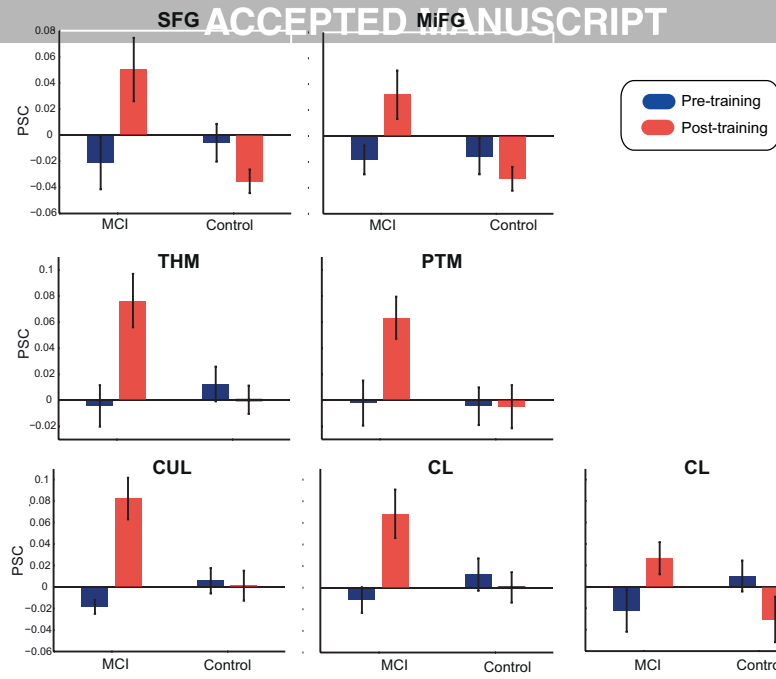 ACCEPTED MANUSCRIPT
SFG
MiFG
0.08
0.06
0.04
0.02
0
−0.02
−0.04
−0.06
PSC
MCI
Control
MCI
Control
Pre-training
Post-training
THM
PTM
0.1
0.08
0.06
0.04
0.02
0
−0.02
PSC
CUL
CL
CL
0.1
0.08
0.06
0.04
0.02
0
−0.02
−0.04
−0.06
PSC
MCI
Control
MCI
Control
MCI
Contro